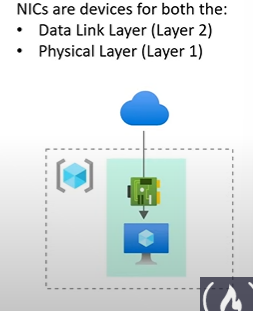 NICs are devices for both the:
• Data Link Layer (Layer 2)
• Physical Layer (Layer 1)